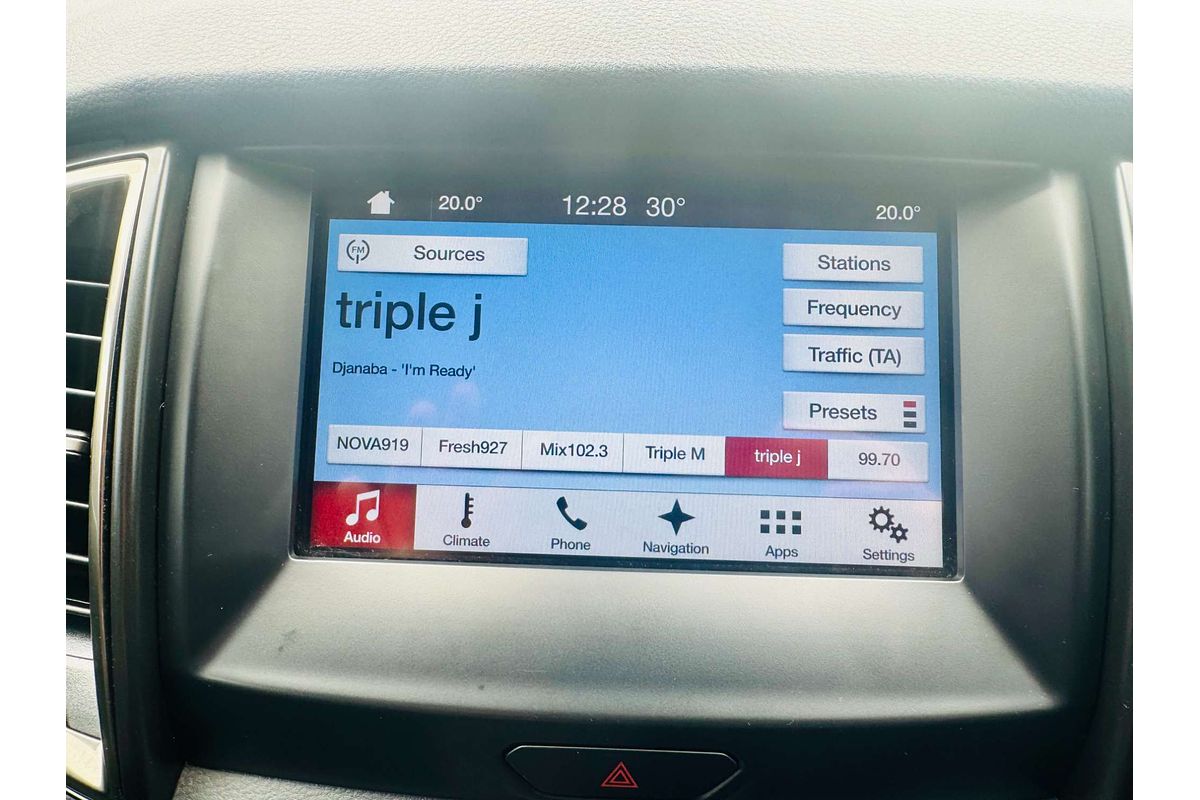 20.0° 12:28 30° 20.0°
FM Sources
Stations
triple j
Frequency
Djanaba - 'I'm Ready'
Traffic (TA)
Presets
NOVA919 Fresh927 Mix102.3 Triple M triple j 99.70
Audio Climate Phone Navigation Apps Settings